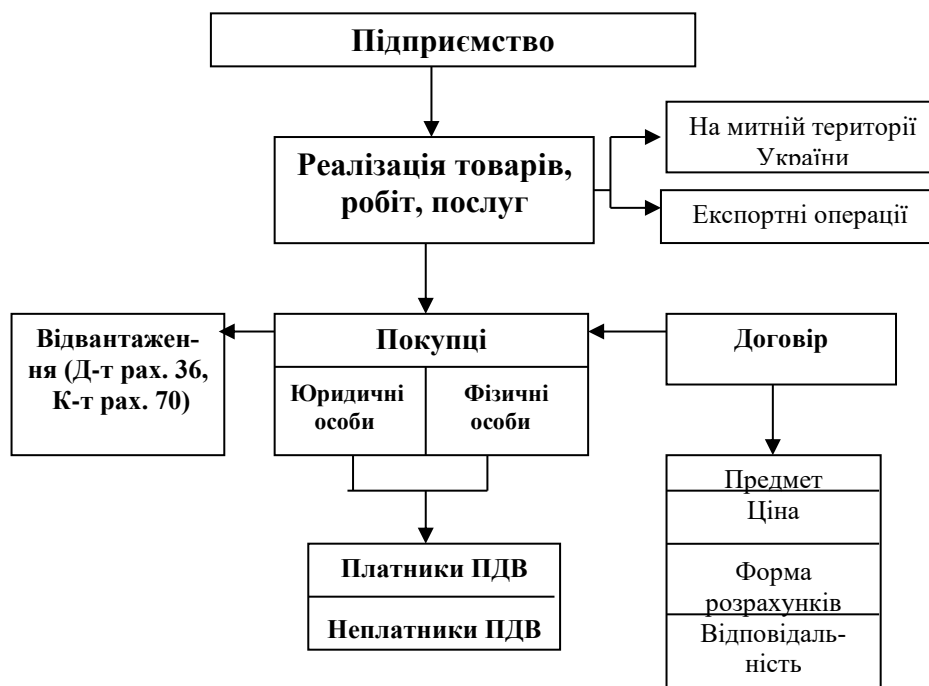 Підприємство
На митній території
України
Реалізація товарів,
робіт, послуг
Експортні операції
Відвантажен-
ня (Д-т рах. 36,
К-т рах. 70)
Покупці
Юридичні
особи
Фізичні
особи
Договір
Предмет
Ціна
Форма
розрахунків
Відповідаль-
ність
Платники ПДВ
Неплатники ПДВ